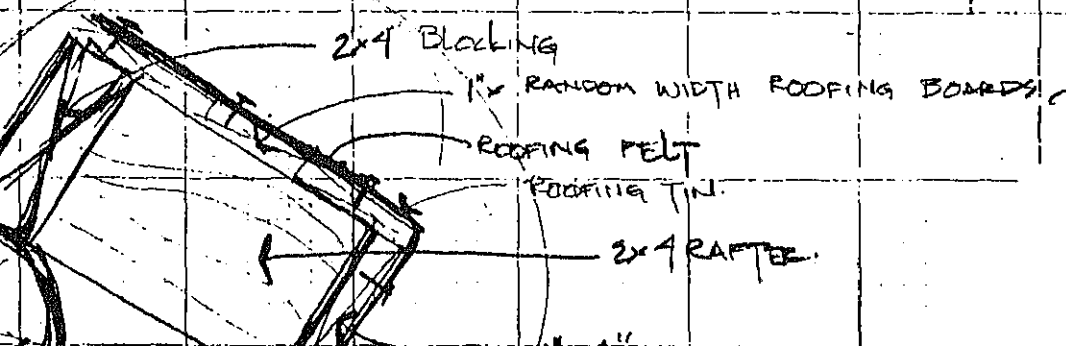 2x4 BLOCKING
1"x RANDOM WIDTH ROOFING BOARDS
ROOFING FELT
ROOFING TIN.
2x4 RAFTER.